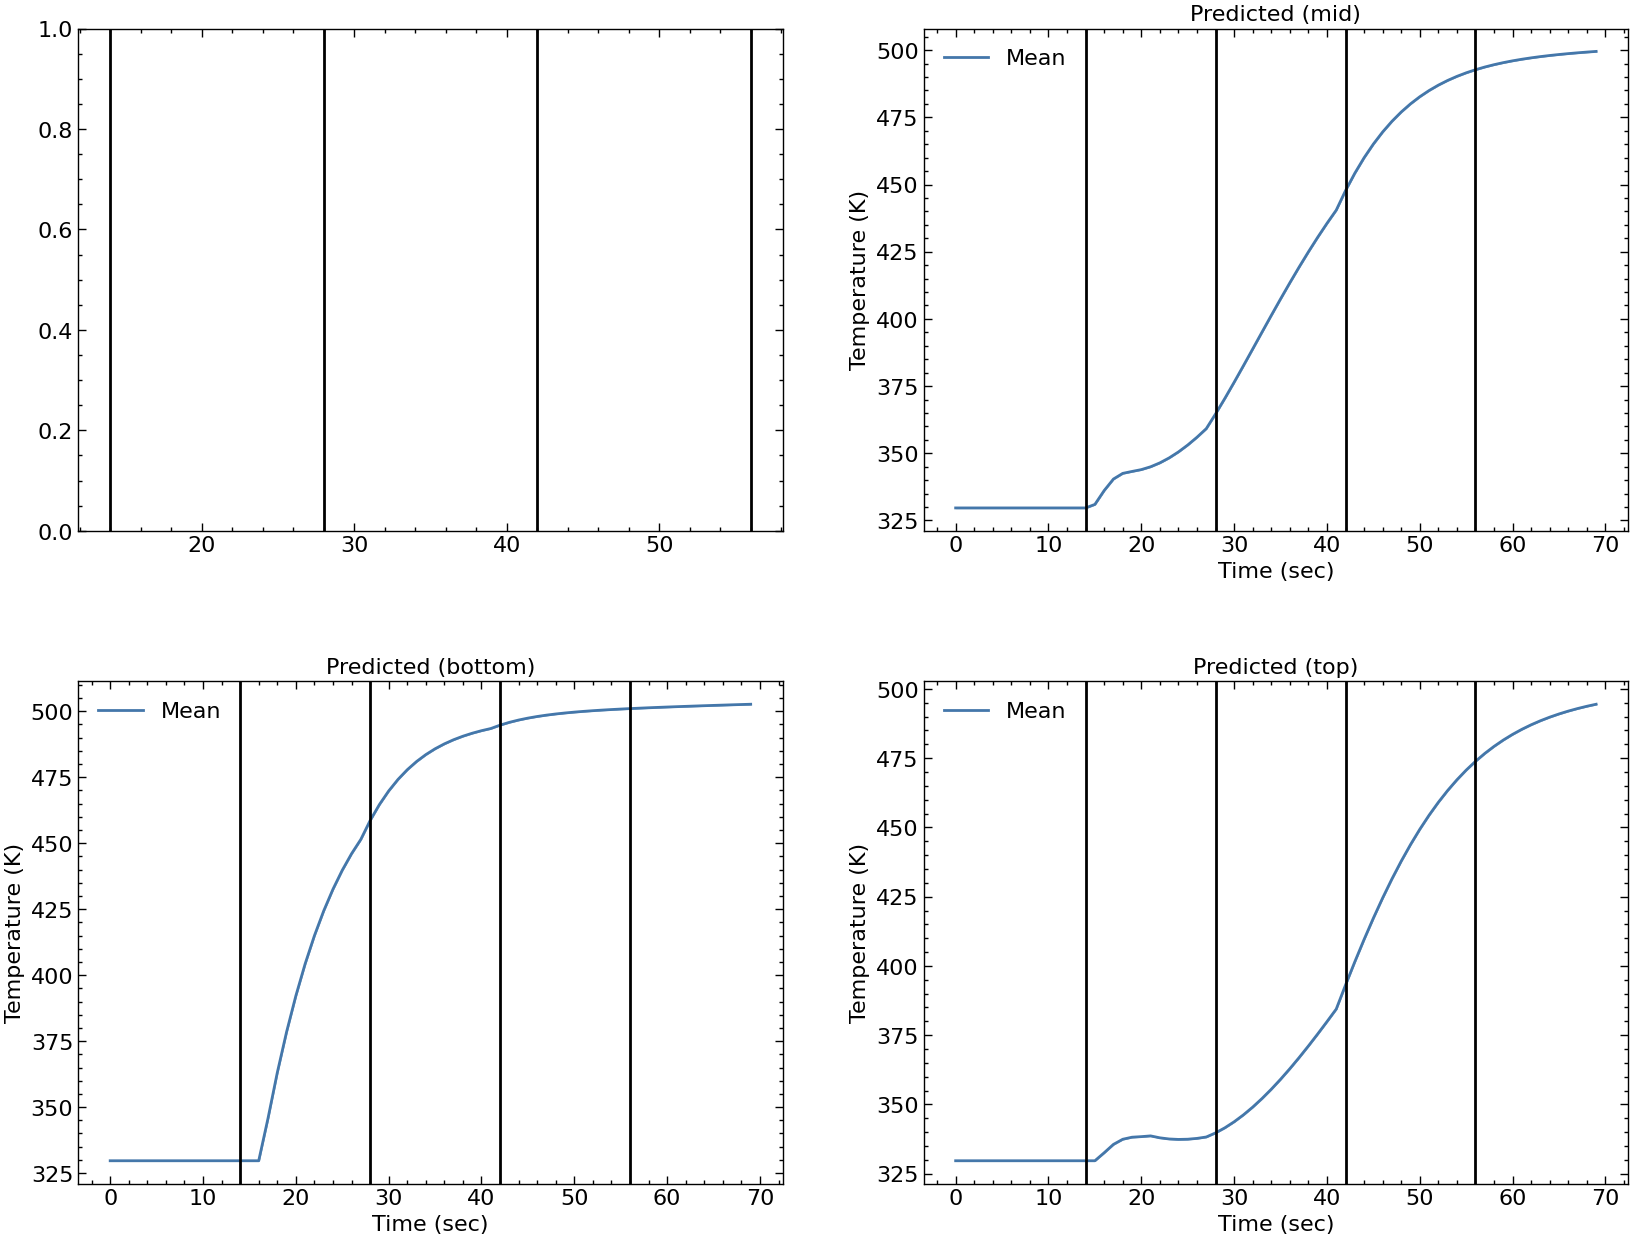 1.0
0.8
0.6
0.4
0.2
0.0
20 30 40 50
Predicted (mid)
Mean
500
475
450
425
400
375
350
325
Temperature (K)
0 10 20 30 40 50 60 70
Time (sec)
Predicted (bottom)
Mean
500
475
450
425
400
375
350
325
Temperature (K)
0 10 20 30 40 50 60 70
Time (sec)
Predicted (top)
Mean
500
475
450
425
400
375
350
325
Temperature (K)
0 10 20 30 40 50 60 70
Time (sec)